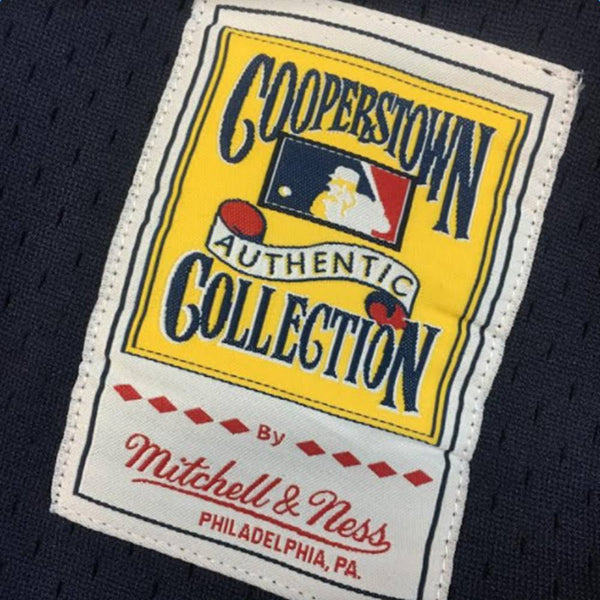 COOPERSTOWN
AUTHENTIC
COLLECTION
By
Mitchell & Ness
PHILADELPHIA, PA.